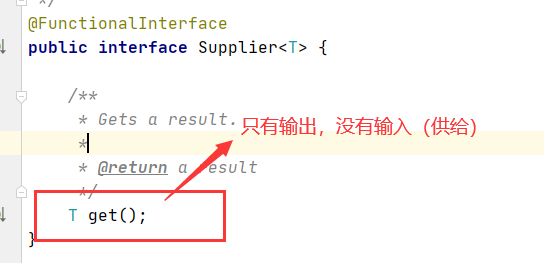 */
@FunctionalInterface
public interface Supplier<T> {
/**
* Gets a result.
只有输出，没有输入（供给）
*
* @return a result
*/
T get();
}